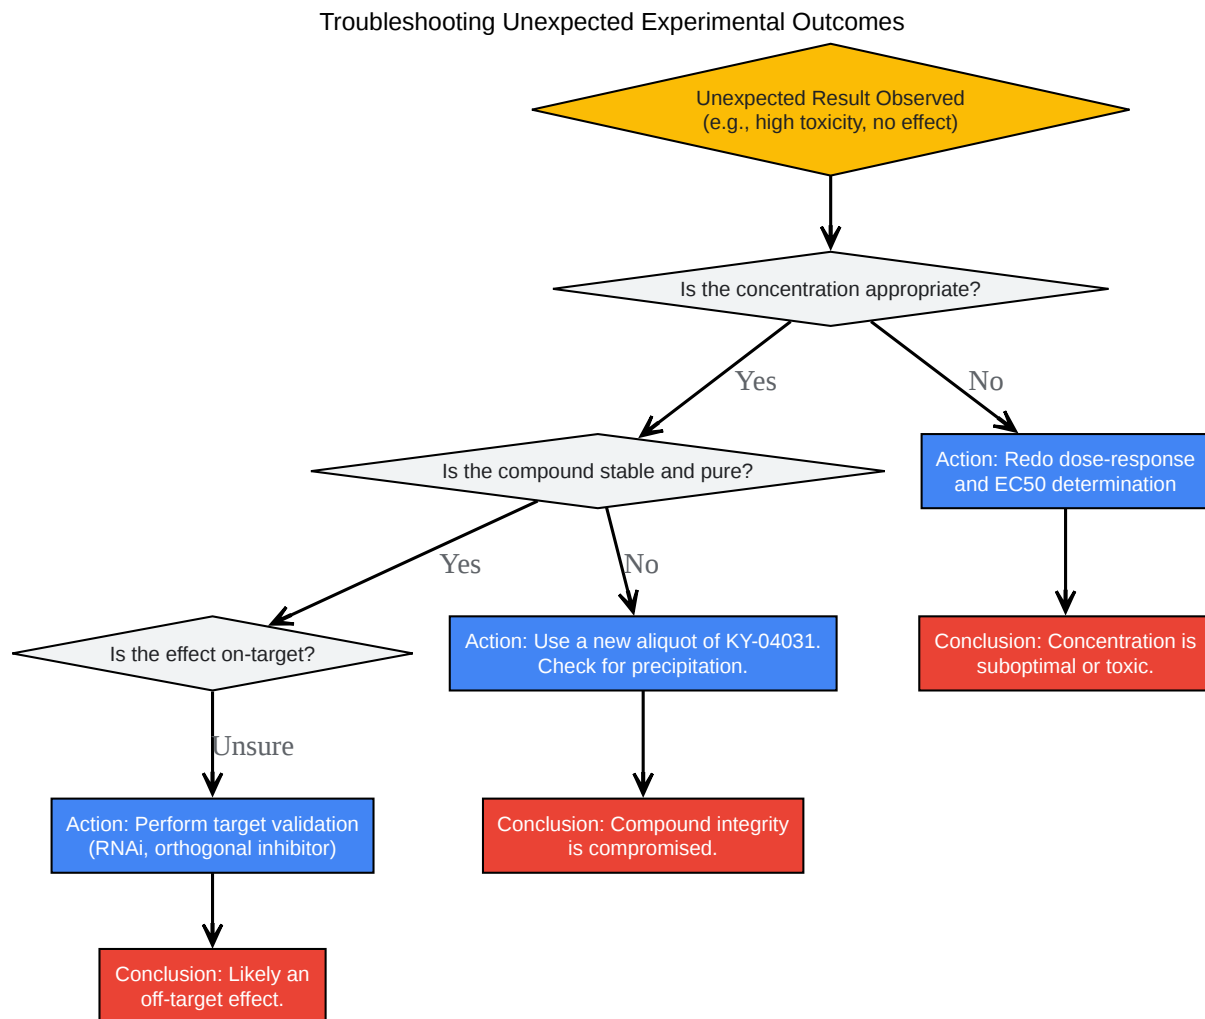 Troubleshooting Unexpected Experimental Outcomes
Unexpected Result Observed
(e.g., high toxicity, no effect)
Is the concentration appropriate?
Yes
No
Is the compound stable and pure?
Action: Redo dose-response
and EC50 determination
Yes
No
Is the effect on-target?
Action: Use a new aliquot of KY-04031.
Check for precipitation.
Conclusion: Concentration is
suboptimal or toxic.
Unsure
Action: Perform target validation
(RNAi, orthogonal inhibitor)
Conclusion: Compound integrity
is compromised.
Conclusion: Likely an
off-target effect.